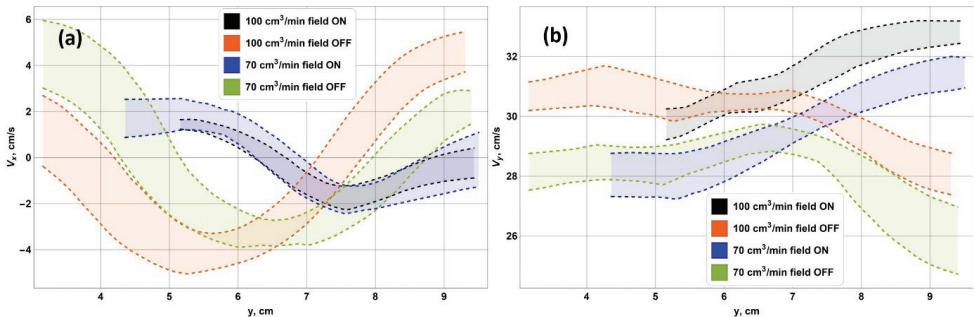 (a)
100 cm³/min field ON
100 cm³/min field OFF
70 cm³/min field ON
70 cm³/min field OFF
6
4
2
0
−2
−4
Vₓ, cm/s
4
5
6
7
8
9
y, cm
(b)
32
30
28
26
Vᵧ, cm/s
100 cm³/min field ON
100 cm³/min field OFF
70 cm³/min field ON
70 cm³/min field OFF
4
5
6
7
8
9
y, cm